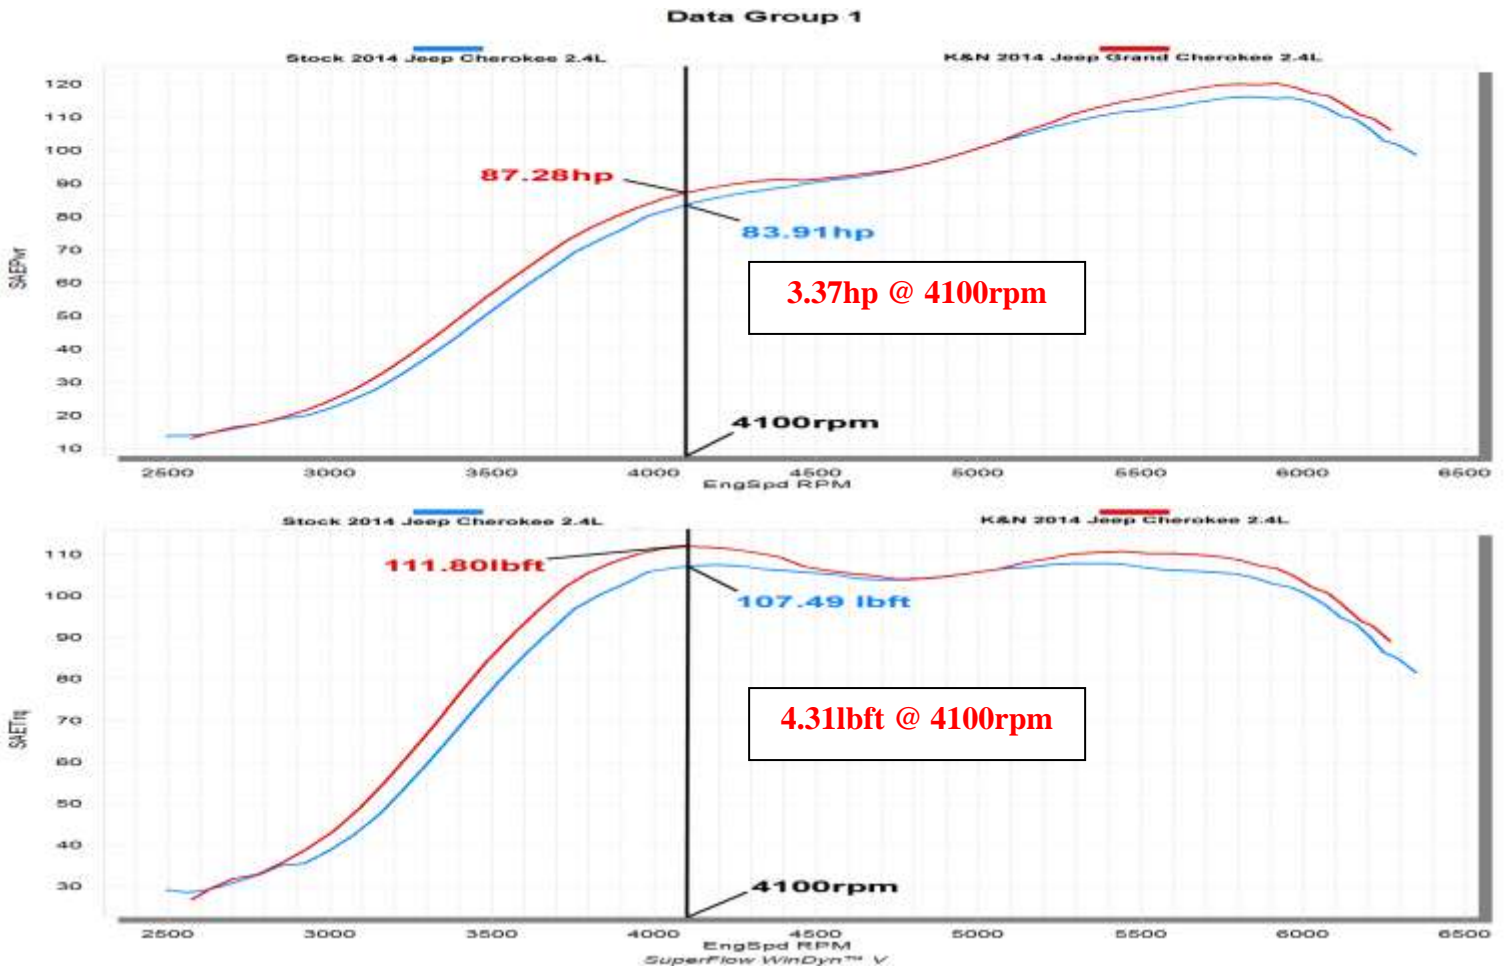 Data Group 1
Stock 2014 Jeep Cherokee 2.4L
K&N 2014 Jeep Grand Cherokee 2.4L
120
110
100
90
80
70
60
50
40
30
20
10
SAEPwr
87.28hp
83.91hp
3.37hp @ 4100rpm
4100rpm
2500 3000 3500 4000 4500 5000 5500 6000 6500
EngSpd RPM
Stock 2014 Jeep Cherokee 2.4L
K&N 2014 Jeep Cherokee 2.4L
110
100
90
80
70
60
50
40
30
SAETrq
111.80lbft
107.49 lbft
4.31lbft @ 4100rpm
4100rpm
2500 3000 3500 4000 4500 5000 5500 6000 6500
EngSpd RPM
SuperFlow WinDyn™ V